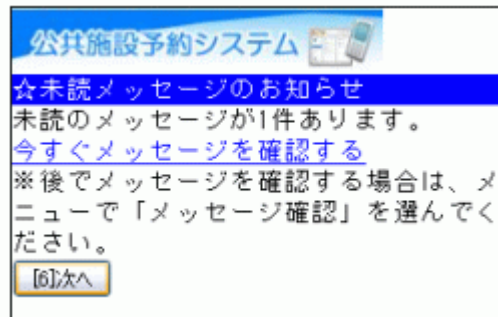 公共施設予約システム
☆未読メッセージのお知らせ
未読のメッセージが1件あります。
今すぐメッセージを確認する
※後でメッセージを確認する場合は、メ
ニューで「メッセージ確認」を選んでく
ださい。
[6]次へ